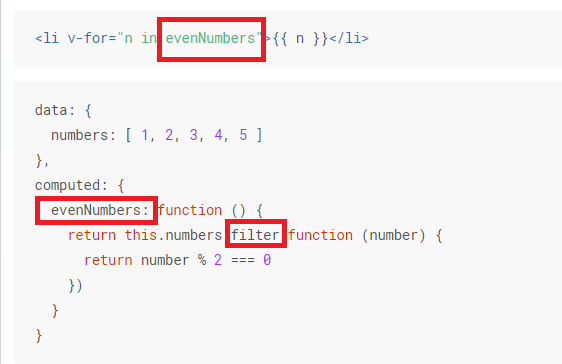 <li v-for="n in evenNumbers">{{ n }}</li>
data: {
numbers: [ 1, 2, 3, 4, 5 ]
},
computed: {
evenNumbers: function () {
return this.numbers filter function (number) {
return number % 2 === 0
})
}
}